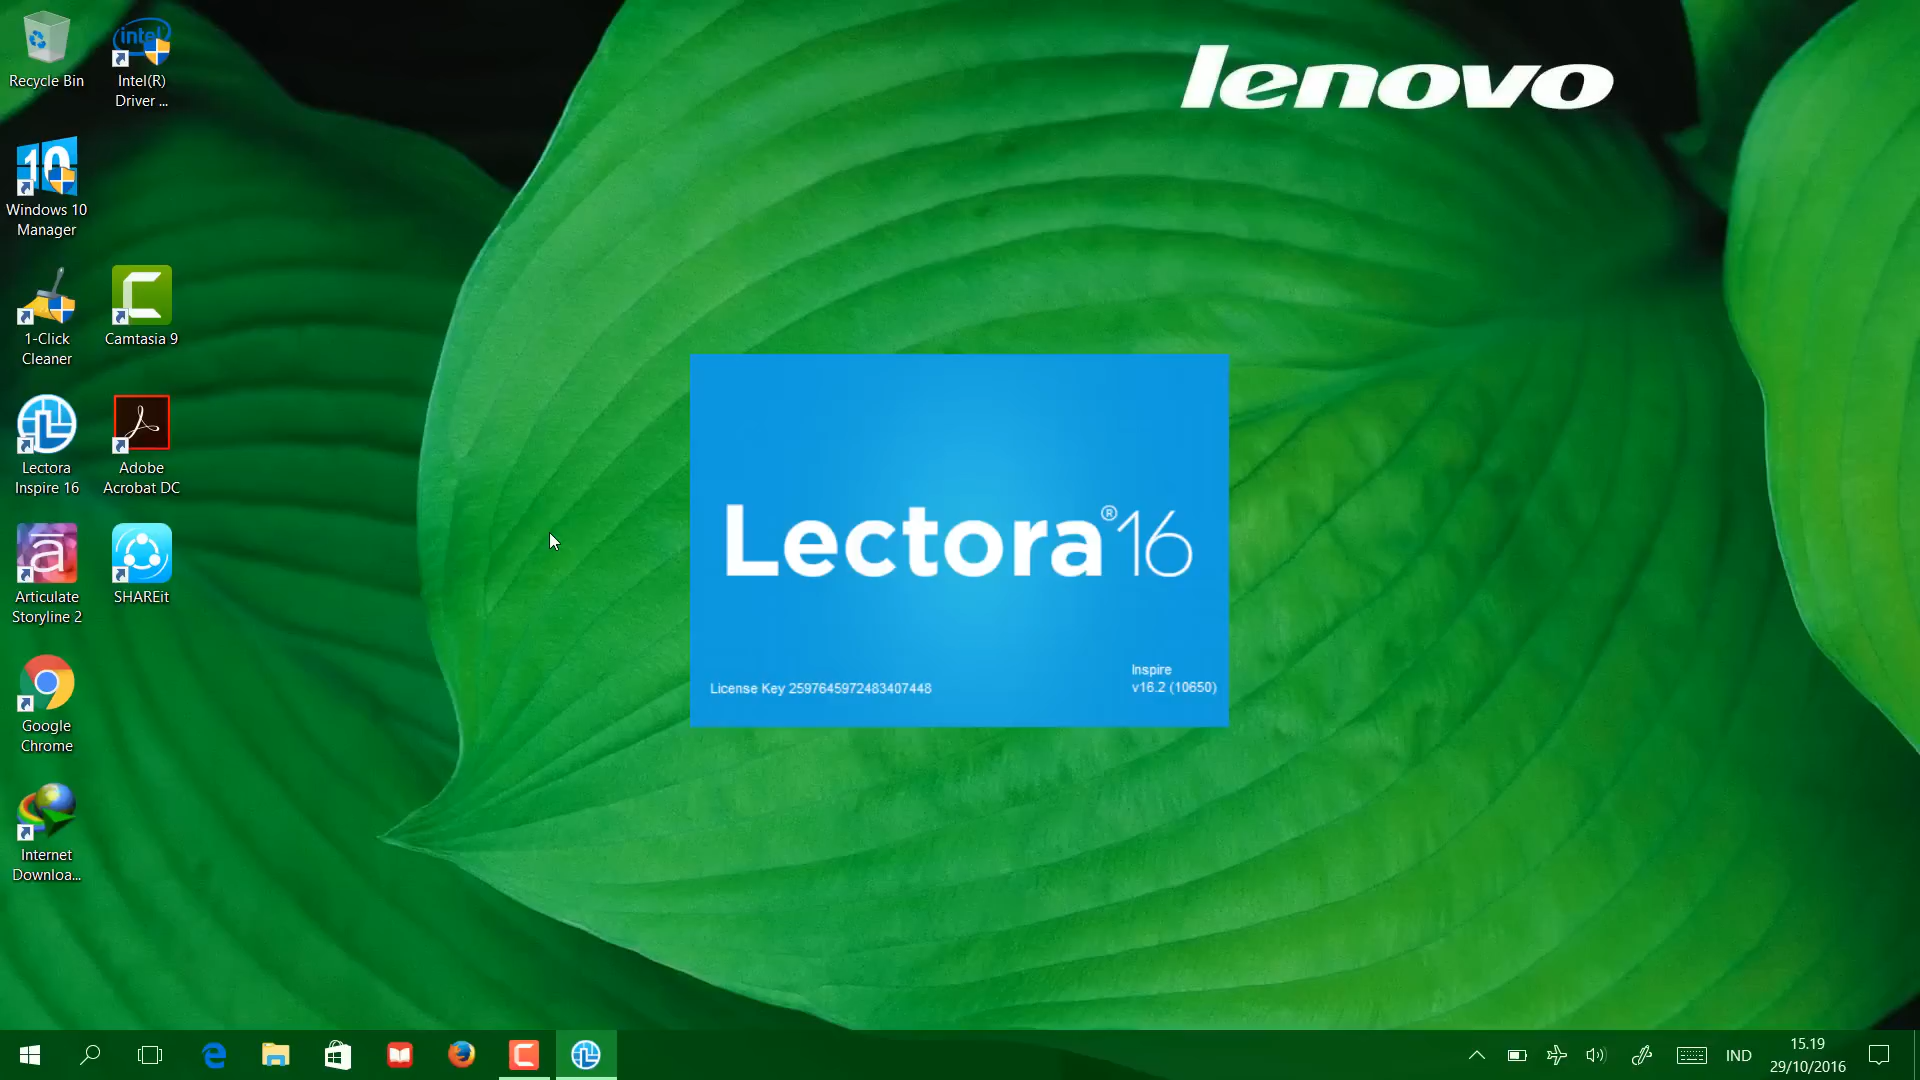 lenovo
Recycle Bin
intel
Intel(R)
Driver ...
10
Windows 10
Manager
1-Click
Cleaner
Camtasia 9
Lectora
Inspire 16
Adobe
Acrobat DC
Articulate
Storyline 2
SHAREit
Google
Chrome
Internet
Downloa...
Lectora®16
License Key 2597645972483407448
Inspire
v16.2 (10650)
IND
15.19
29/10/2016